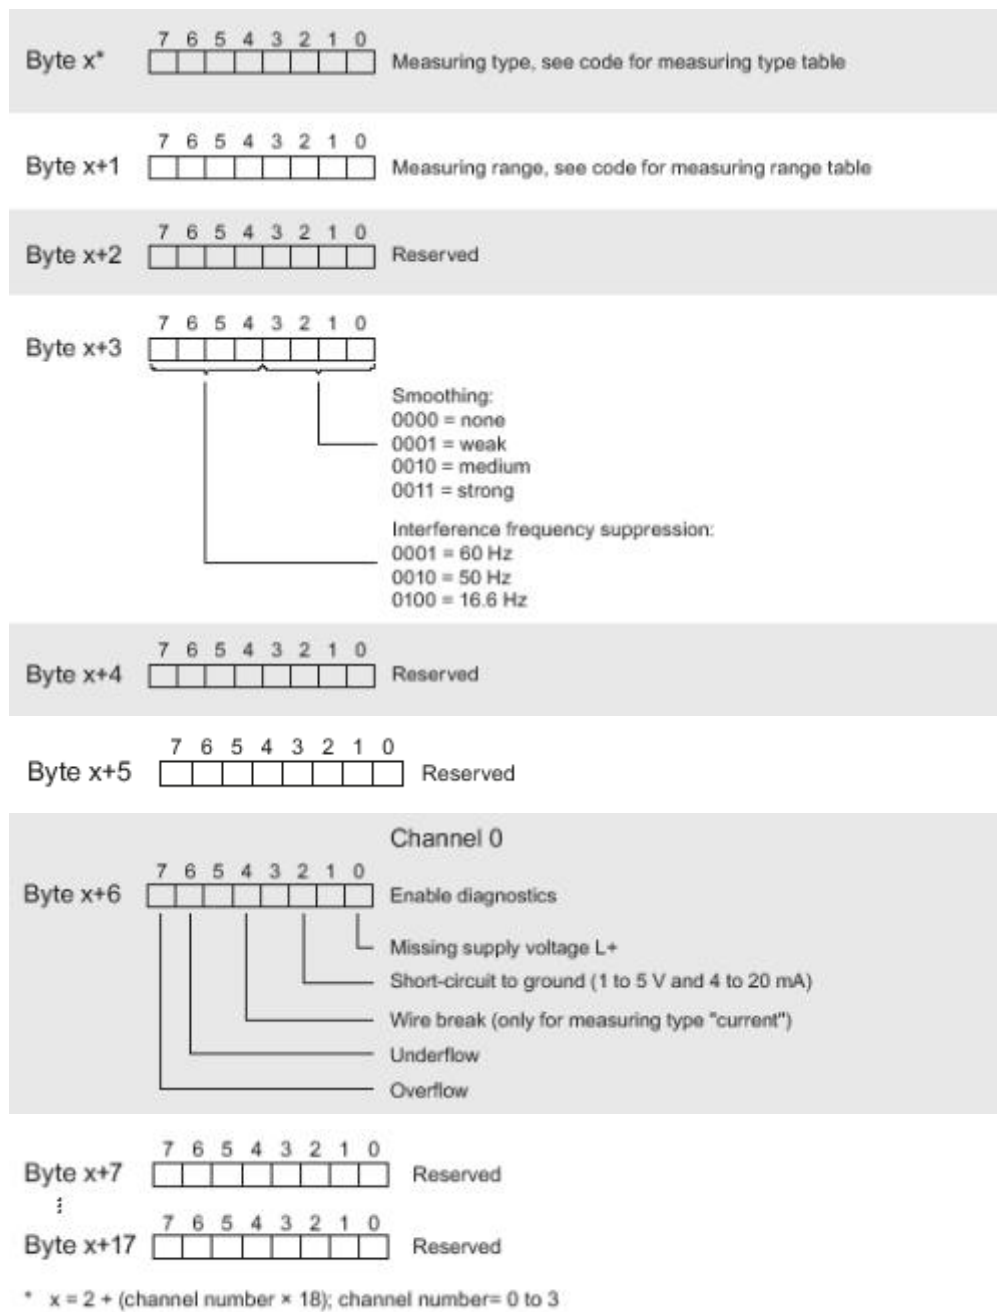 7 6 5 4 3 2 1 0
Byte x* Measuring type, see code for measuring type table
7 6 5 4 3 2 1 0
Byte x+1 Measuring range, see code for measuring range table
7 6 5 4 3 2 1 0
Byte x+2 Reserved
7 6 5 4 3 2 1 0
Byte x+3
Smoothing:
0000 = none
0001 = weak
0010 = medium
0011 = strong
Interference frequency suppression:
0001 = 60 Hz
0010 = 50 Hz
0100 = 16.6 Hz
7 6 5 4 3 2 1 0
Byte x+4 Reserved
7 6 5 4 3 2 1 0
Byte x+5 Reserved
Channel 0
7 6 5 4 3 2 1 0
Byte x+6 Enable diagnostics
Missing supply voltage L+
Short-circuit to ground (1 to 5 V and 4 to 20 mA)
Wire break (only for measuring type "current")
Underflow
Overflow
7 6 5 4 3 2 1 0
Byte x+7 Reserved
7 6 5 4 3 2 1 0
Byte x+17 Reserved
* x = 2 + (channel number × 18); channel number= 0 to 3